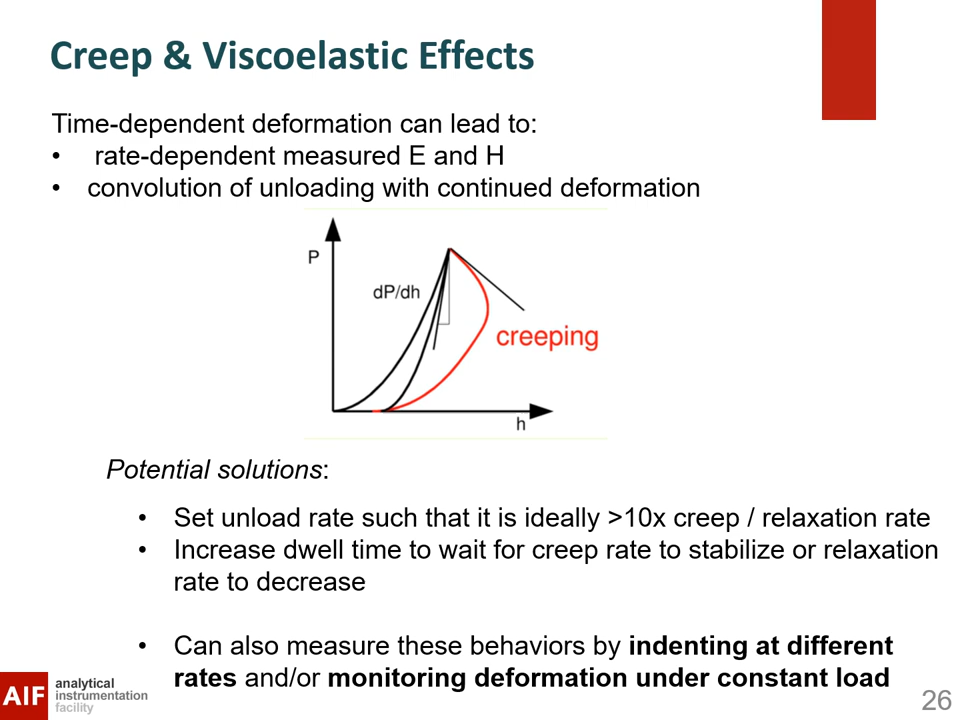 Creep & Viscoelastic Effects
Time-dependent deformation can lead to:
• rate-dependent measured E and H
• convolution of unloading with continued deformation
P
dP/dh
creeping
h
Potential solutions:
• Set unload rate such that it is ideally >10x creep / relaxation rate
• Increase dwell time to wait for creep rate to stabilize or relaxation
rate to decrease
• Can also measure these behaviors by indenting at different
rates and/or monitoring deformation under constant load
AIF analytical
instrumentation
facility
26